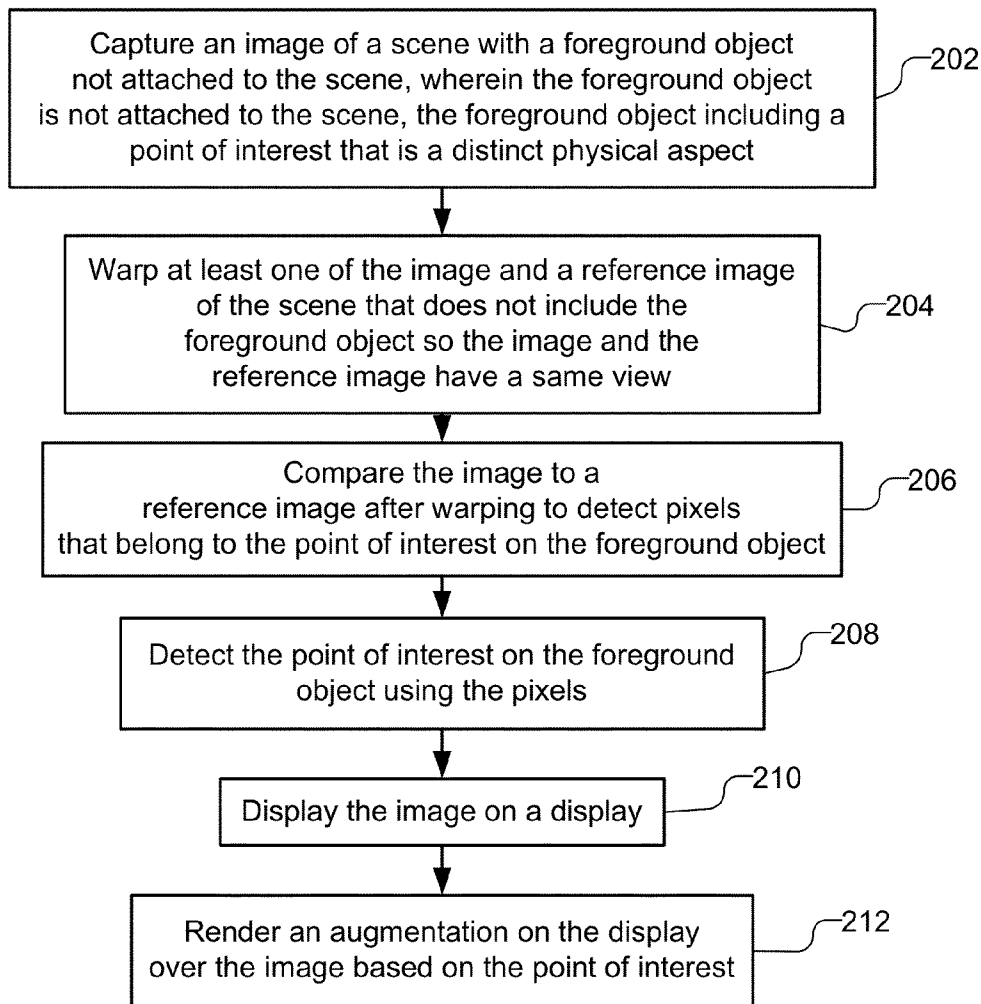 Capture an image of a scene with a foreground object
not attached to the scene, wherein the foreground object
is not attached to the scene, the foreground object including a
point of interest that is a distinct physical aspect
202
Warp at least one of the image and a reference image
of the scene that does not include the
foreground object so the image and the
reference image have a same view
204
Compare the image to a
reference image after warping to detect pixels
that belong to the point of interest on the foreground object
206
Detect the point of interest on the foreground
object using the pixels
208
Display the image on a display
210
Render an augmentation on the display
over the image based on the point of interest
212